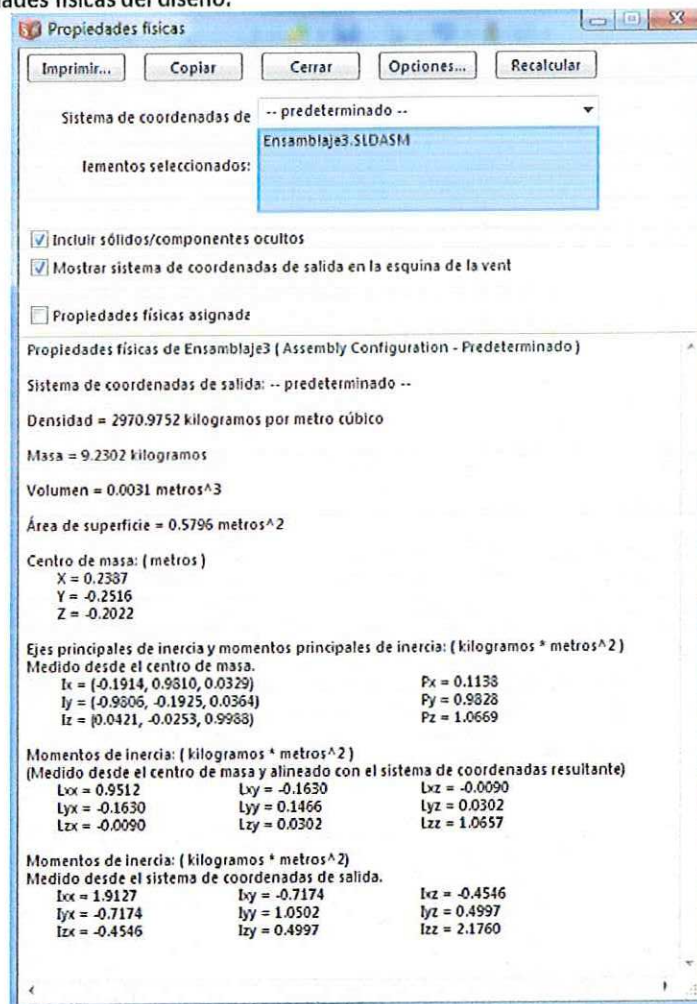 ades físicas del diseño.
Propiedades físicas
Imprimir... Copiar Cerrar Opciones... Recalcular
Sistema de coordenadas de -- predeterminado --
lementos seleccionados: Ensamblaje3.SLDASM
Incluir sólidos/componentes ocultos
Mostrar sistema de coordenadas de salida en la esquina de la vent
Propiedades físicas asignada
Propiedades físicas de Ensamblaje3 ( Assembly Configuration - Predeterminado )
Sistema de coordenadas de salida: -- predeterminado --
Densidad = 2970.9752 kilogramos por metro cúbico
Masa = 9.2302 kilogramos
Volumen = 0.0031 metros^3
Área de superficie = 0.5796 metros^2
Centro de masa: ( metros )
X = 0.2387
Y = -0.2516
Z = -0.2022
Ejes principales de inercia y momentos principales de inercia: ( kilogramos * metros^2 )
Medido desde el centro de masa.
Ix = (-0.1914, 0.9810, 0.0329) Px = 0.1138
Iy = (-0.9806, -0.1925, 0.0364) Py = 0.9828
Iz = (0.0421, -0.0253, 0.9988) Pz = 1.0669
Momentos de inercia: ( kilogramos * metros^2 )
(Medido desde el centro de masa y alineado con el sistema de coordenadas resultante)
Lxx = 0.9512 Lxy = -0.1630 Lxz = -0.0090
Lyx = -0.1630 Lyy = 0.1466 Lyz = 0.0302
Lzx = -0.0090 Lzy = 0.0302 Lzz = 1.0657
Momentos de inercia: ( kilogramos * metros^2)
Medido desde el sistema de coordenadas de salida.
Ixx = 1.9127 Ixy = -0.7174 Ixz = -0.4546
Iyx = -0.7174 Iyy = 1.0502 Iyz = 0.4997
Izx = -0.4546 Izy = 0.4997 Izz = 2.1760